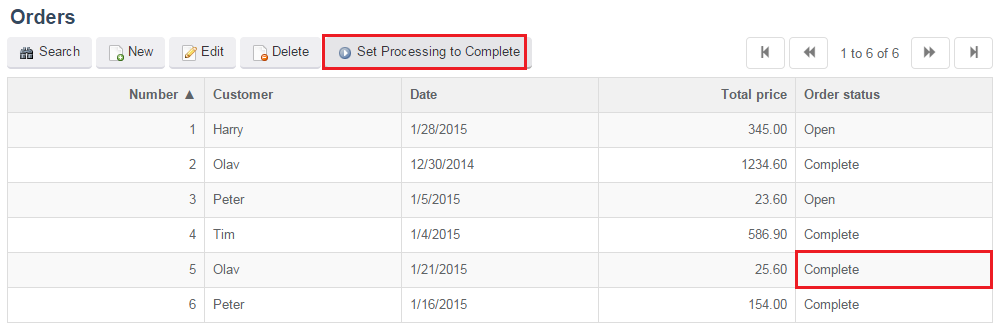 Orders
Search New Edit Delete Set Processing to Complete 1 to 6 of 6
Number ▲ Customer Date Total price Order status
1 Harry 1/28/2015 345.00 Open
2 Olav 12/30/2014 1234.60 Complete
3 Peter 1/5/2015 23.60 Open
4 Tim 1/4/2015 586.90 Complete
5 Olav 1/21/2015 25.60 Complete
6 Peter 1/16/2015 154.00 Complete